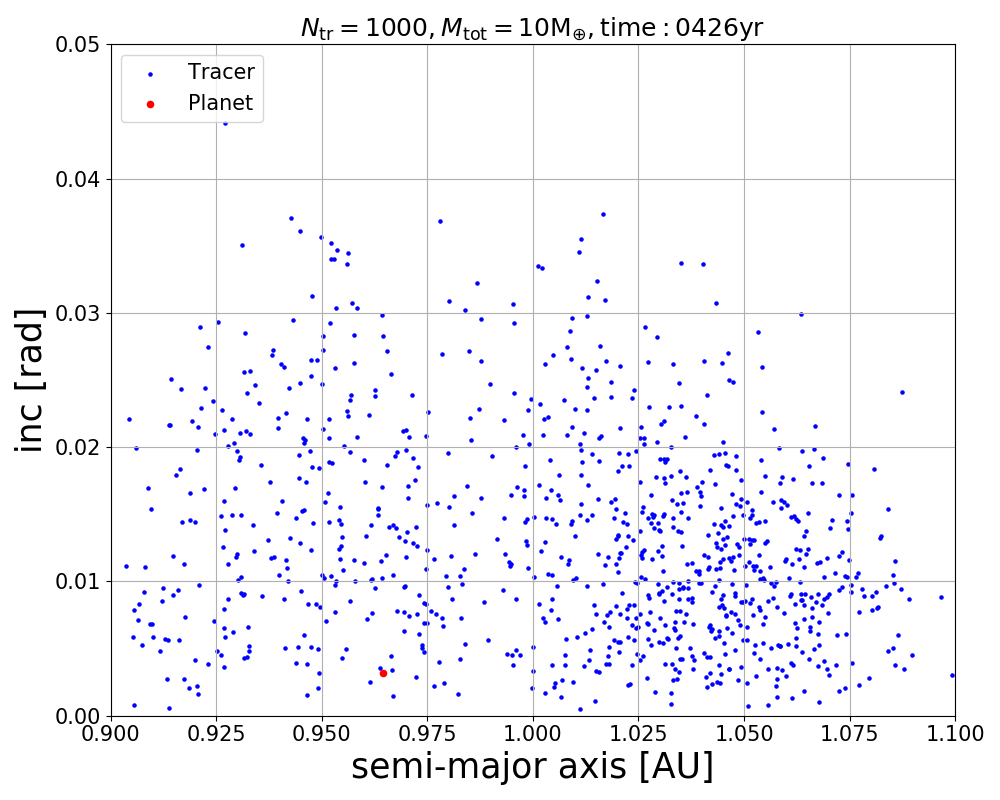 N_tr = 1000, M_tot = 10M_⊕, time : 0426yr
Tracer
Planet
0.05
0.04
0.03
0.02
0.01
0.00
inc [rad]
0.900 0.925 0.950 0.975 1.000 1.025 1.050 1.075 1.100
semi-major axis [AU]